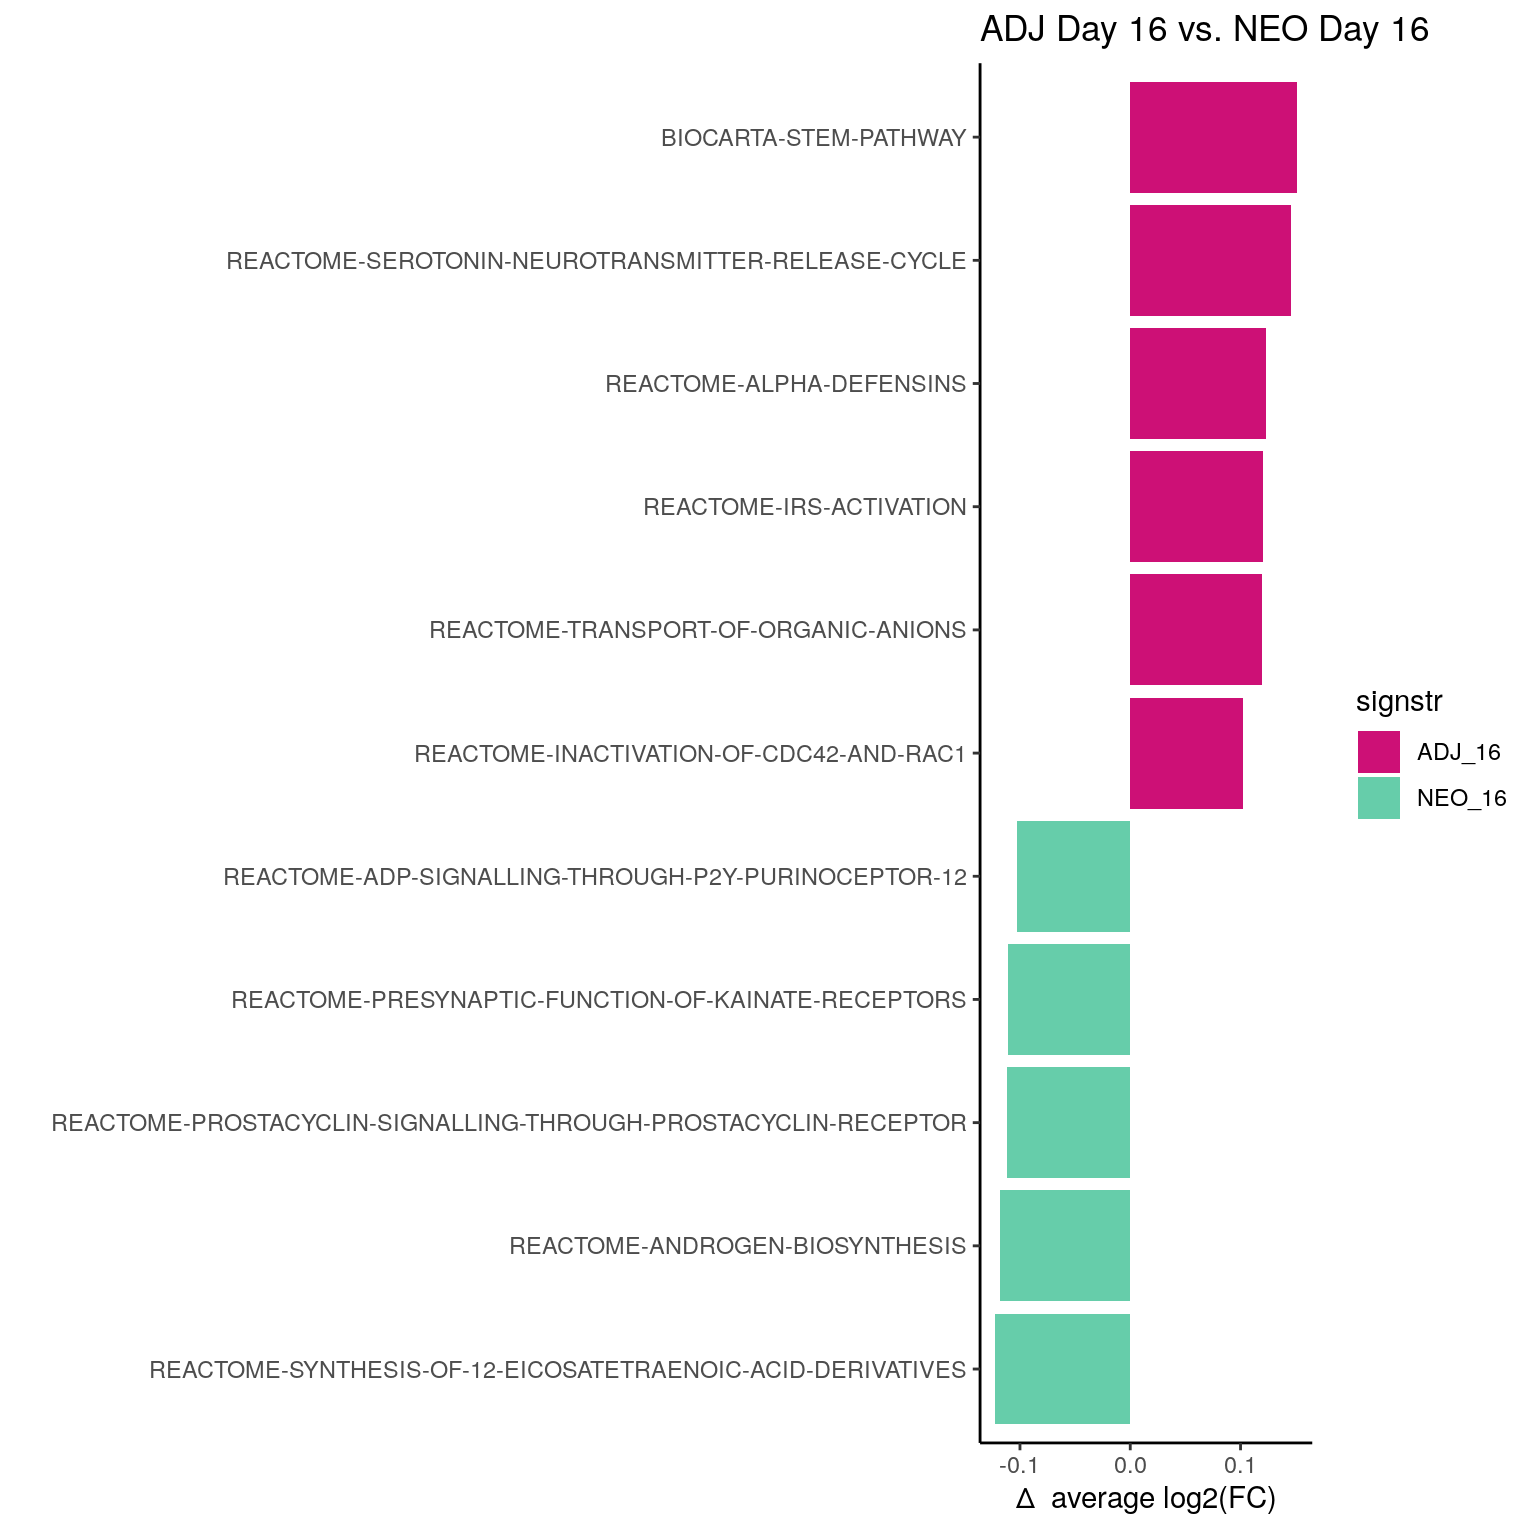 ADJ Day 16 vs. NEO Day 16
BIOCARTA-STEM-PATHWAY
REACTOME-SEROTONIN-NEUROTRANSMITTER-RELEASE-CYCLE
REACTOME-ALPHA-DEFENSINS
REACTOME-IRS-ACTIVATION
REACTOME-TRANSPORT-OF-ORGANIC-ANIONS
REACTOME-INACTIVATION-OF-CDC42-AND-RAC1
REACTOME-ADP-SIGNALLING-THROUGH-P2Y-PURINOCEPTOR-12
REACTOME-PRESYNAPTIC-FUNCTION-OF-KAINATE-RECEPTORS
REACTOME-PROSTACYCLIN-SIGNALLING-THROUGH-PROSTACYCLIN-RECEPTOR
REACTOME-ANDROGEN-BIOSYNTHESIS
REACTOME-SYNTHESIS-OF-12-EICOSATETRAENOIC-ACID-DERIVATIVES
-0.1 0.0 0.1
Δ average log2(FC)
signstr
ADJ_16
NEO_16